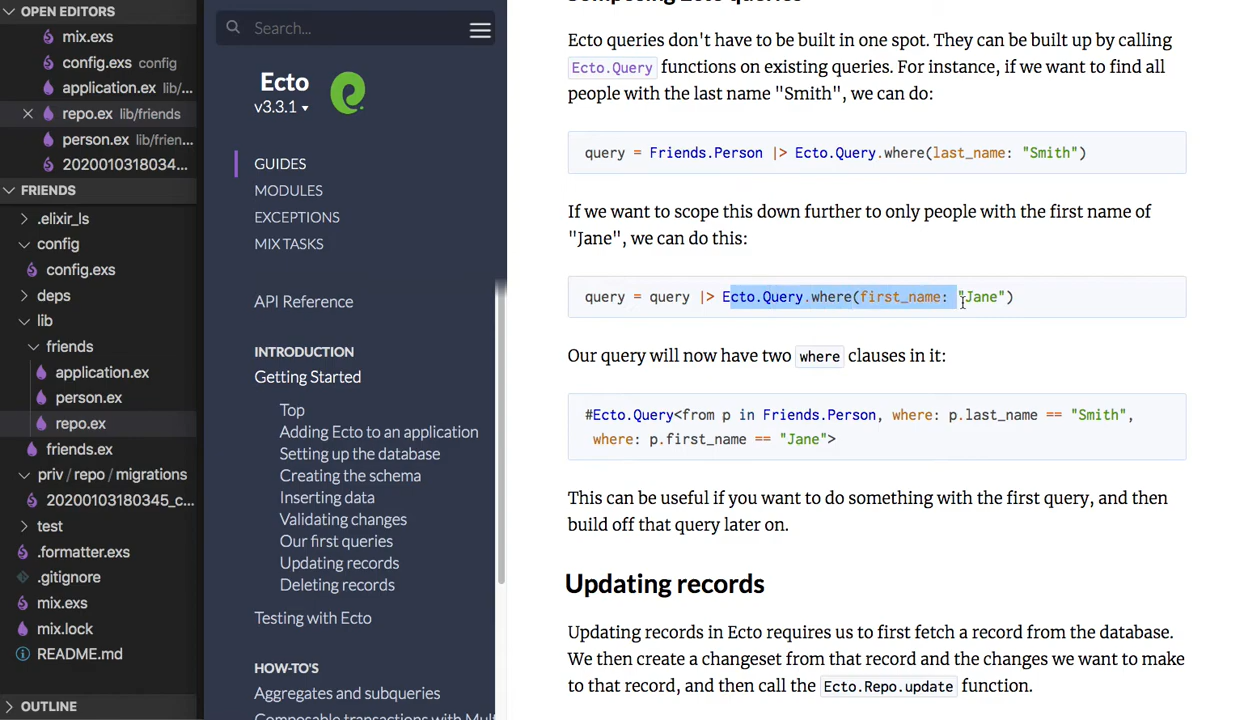 OPEN EDITORS
mix.exs
config.exs config
application.ex lib/...
repo.ex lib/friends
person.ex lib/frien...
2020010318034...
FRIENDS
.elixir_ls
config
config.exs
deps
lib
friends
application.ex
person.ex
repo.ex
friends.ex
priv / repo / migrations
20200103180345_c...
test
.formatter.exs
.gitignore
mix.exs
mix.lock
README.md
OUTLINE
Search...
Ecto
v3.3.1
GUIDES
MODULES
EXCEPTIONS
MIX TASKS
API Reference
INTRODUCTION
Getting Started
Top
Adding Ecto to an application
Setting up the database
Creating the schema
Inserting data
Validating changes
Our first queries
Updating records
Deleting records
Testing with Ecto
HOW-TO'S
Aggregates and subqueries
Composable transactions with Mult
Composing Ecto queries
Ecto queries don't have to be built in one spot. They can be built up by calling
Ecto.Query functions on existing queries. For instance, if we want to find all
people with the last name "Smith", we can do:
query = Friends.Person |> Ecto.Query.where(last_name: "Smith")
If we want to scope this down further to only people with the first name of
"Jane", we can do this:
query = query |> Ecto.Query.where(first_name: "Jane")
Our query will now have two where clauses in it:
#Ecto.Query<from p in Friends.Person, where: p.last_name == "Smith",
where: p.first_name == "Jane">
This can be useful if you want to do something with the first query, and then
build off that query later on.
Updating records
Updating records in Ecto requires us to first fetch a record from the database.
We then create a changeset from that record and the changes we want to make
to that record, and then call the Ecto.Repo.update function.